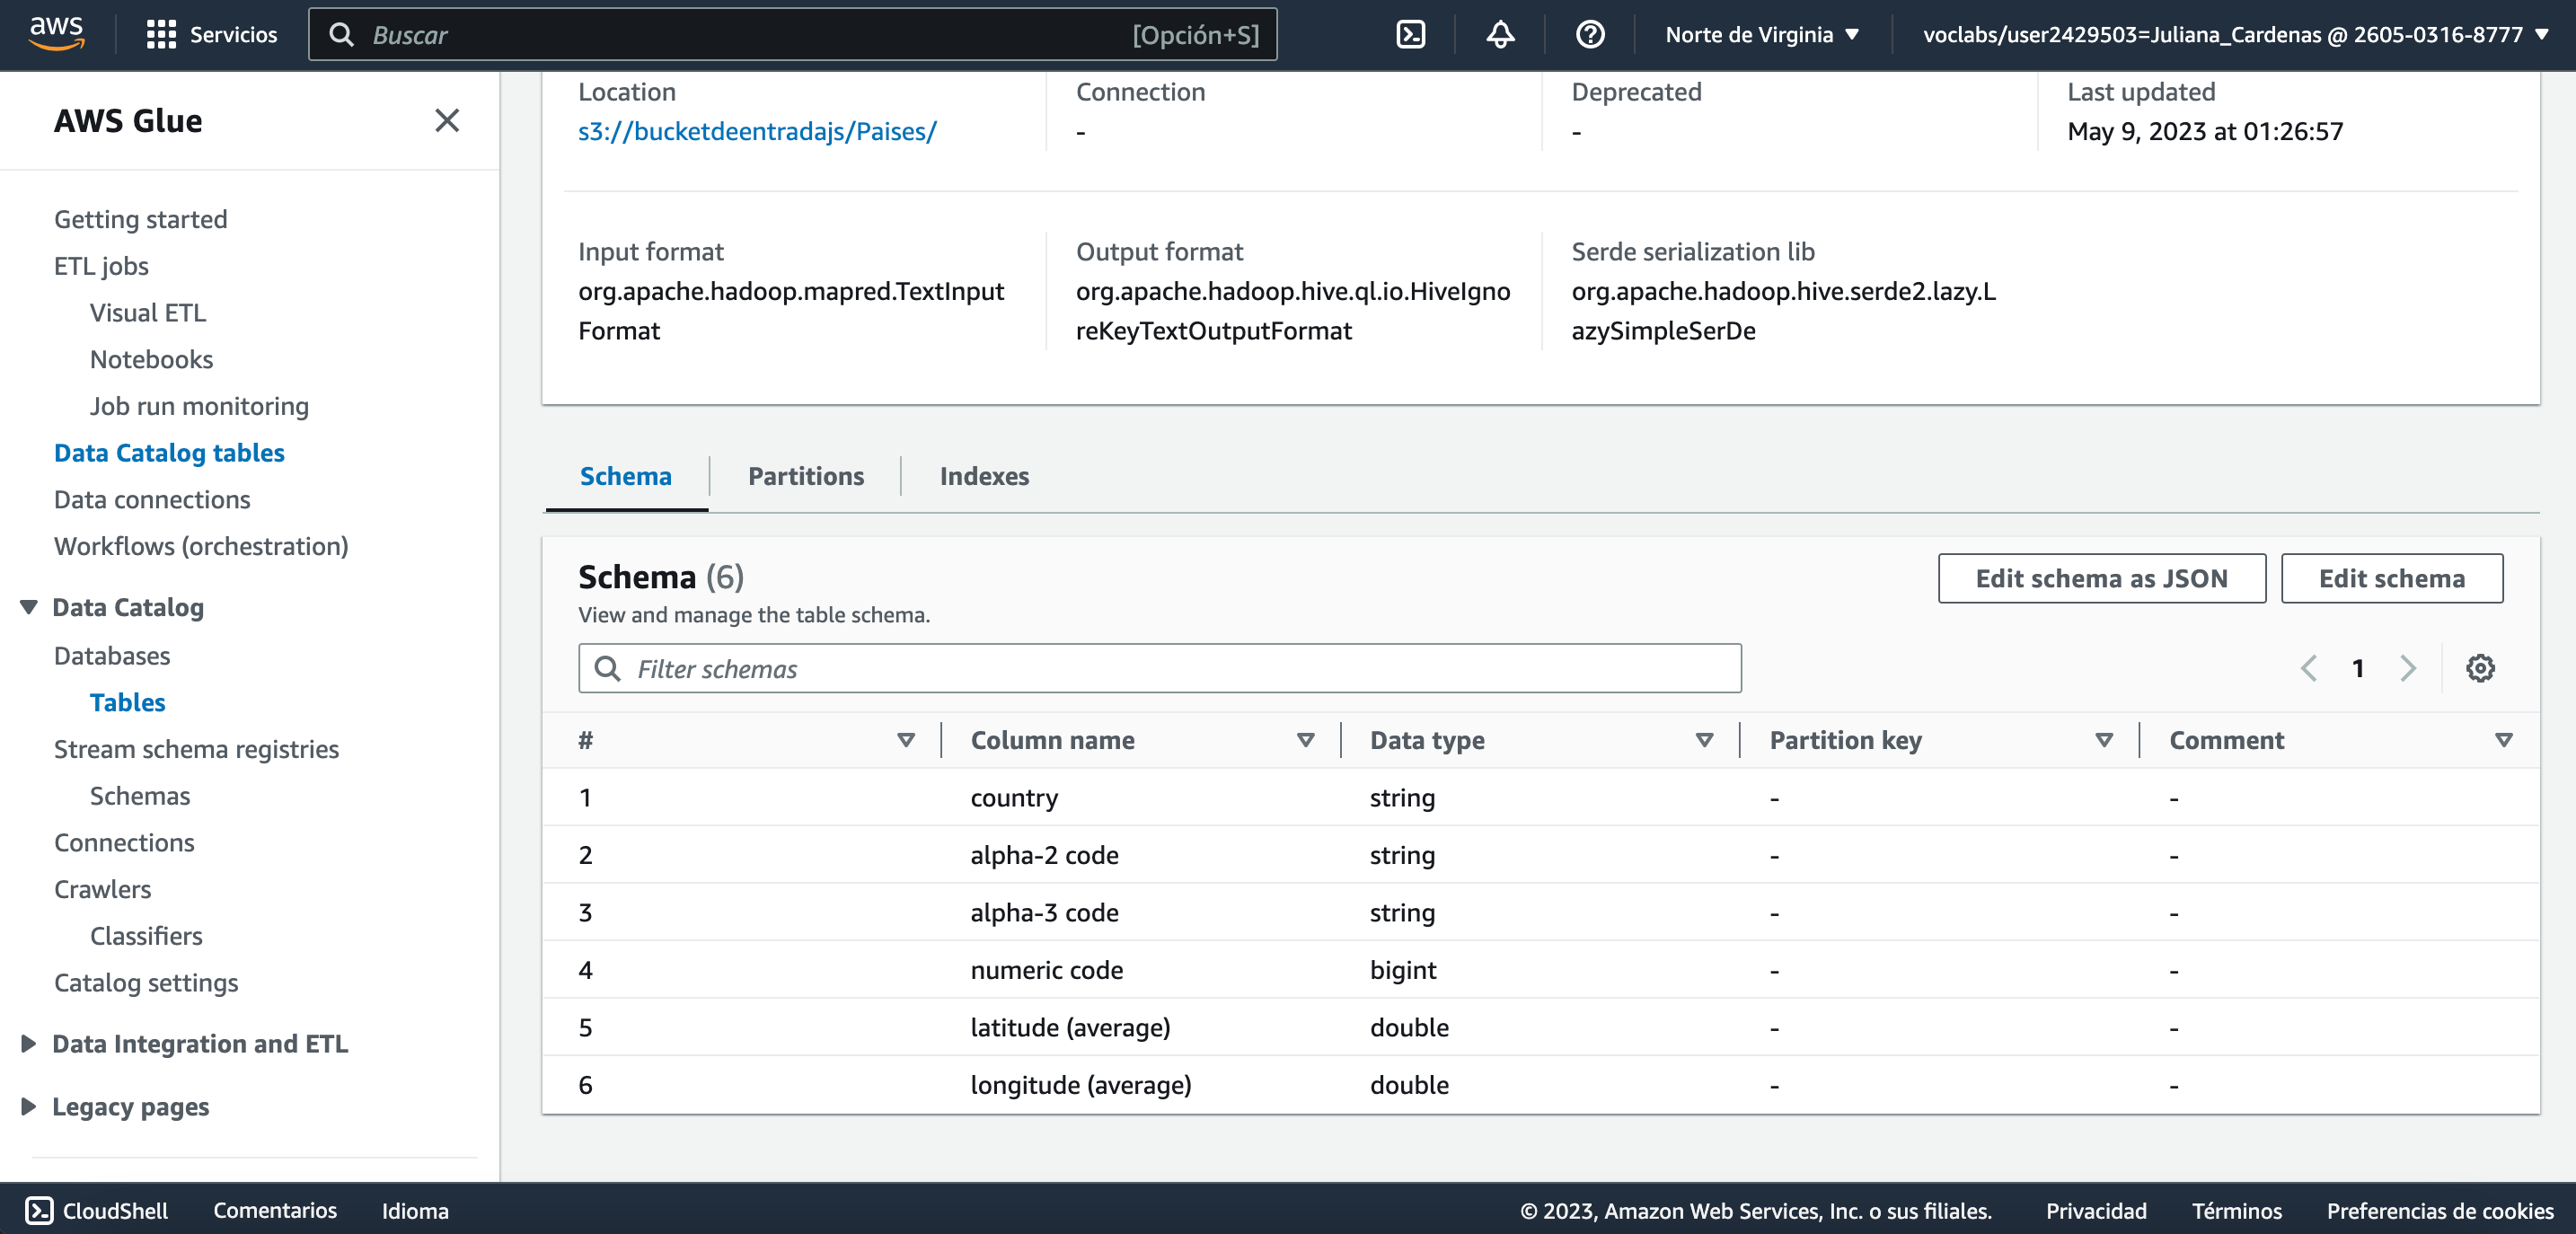 aws Servicios Buscar [Opción+S] Norte de Virginia voclabs/user2429503=Juliana_Cardenas @ 2605-0316-8777
AWS Glue
Getting started
ETL jobs
Visual ETL
Notebooks
Job run monitoring
Data Catalog tables
Data connections
Workflows (orchestration)
Data Catalog
Databases
Tables
Stream schema registries
Schemas
Connections
Crawlers
Classifiers
Catalog settings
Data Integration and ETL
Legacy pages
Location Connection Deprecated Last updated
s3://bucketdeentradajs/Paises/ - - May 9, 2023 at 01:26:57
Input format Output format Serde serialization lib
org.apache.hadoop.mapred.TextInput org.apache.hadoop.hive.ql.io.HiveIgno org.apache.hadoop.hive.serde2.lazy.L
Format reKeyTextOutputFormat azySimpleSerDe
Schema Partitions Indexes
Schema (6) Edit schema as JSON Edit schema
View and manage the table schema.
Filter schemas 1
# Column name Data type Partition key Comment
1 country string - -
2 alpha-2 code string - -
3 alpha-3 code string - -
4 numeric code bigint - -
5 latitude (average) double - -
6 longitude (average) double - -
CloudShell Comentarios Idioma © 2023, Amazon Web Services, Inc. o sus filiales. Privacidad Términos Preferencias de cookies